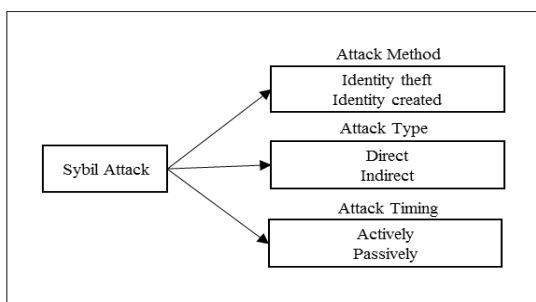 Attack Method
Identity theft
Identity created
Attack Type
Sybil Attack
Direct
Indirect
Attack Timing
Actively
Passively